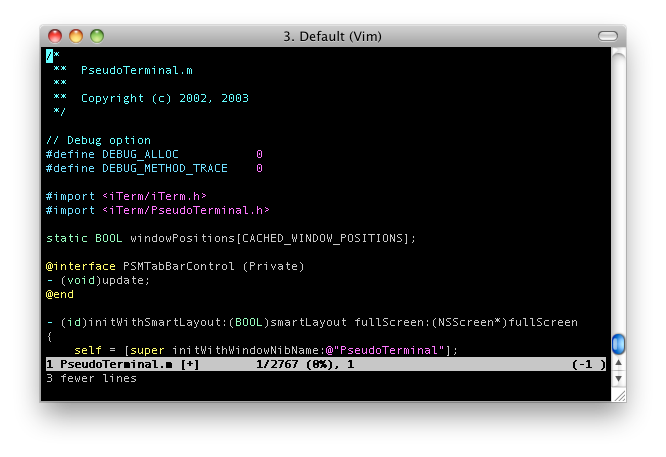 3. Default (Vim)
/*
 **  PseudoTerminal.m
 **
 **  Copyright (c) 2002, 2003
 */
// Debug option
#define DEBUG_ALLOC           0
#define DEBUG_METHOD_TRACE    0
#import <iTerm/iTerm.h>
#import <iTerm/PseudoTerminal.h>
static BOOL windowPositions[CACHED_WINDOW_POSITIONS];
@interface PSMTabBarControl (Private)
- (void)update;
@end
- (id)initWithSmartLayout:(BOOL)smartLayout fullScreen:(NSScreen*)fullScreen
{
    self = [super initWithWindowNibName:@"PseudoTerminal"];
1 PseudoTerminal.m [+]        1/2767 (0%), 1                               (-1 )
3 fewer lines